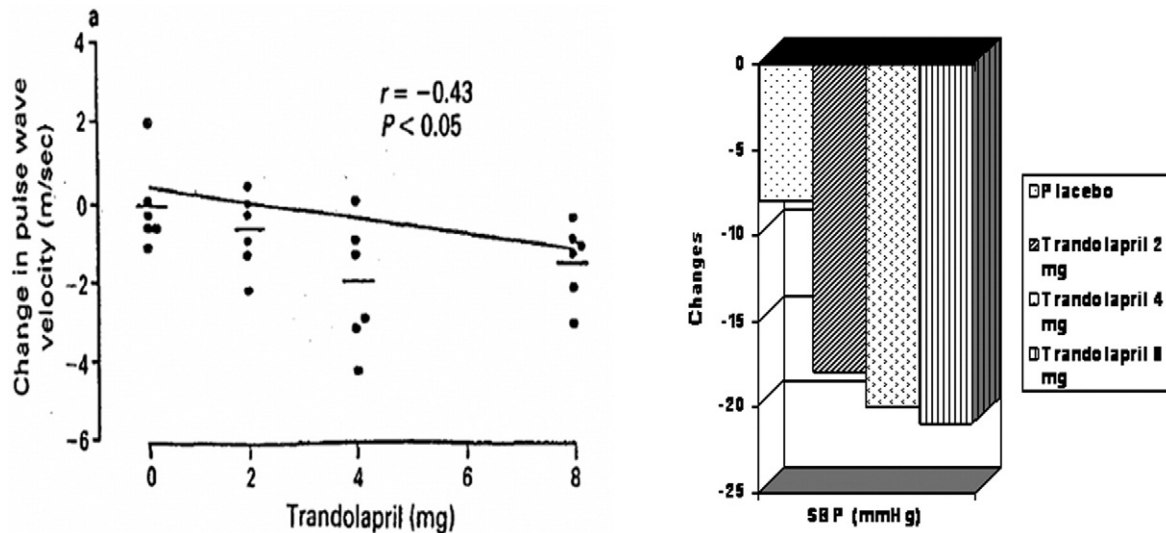 a
Change in pulse wave
velocity (m/sec)
4
2
0
−2
−4
−6
r = −0.43
P < 0.05
0 2 4 8
Trandolapril (mg)
Changes
0
-5
-10
-15
-20
-25
SBP (mmHg)
Placebo
Trandolapril 2
mg
Trandolapril 4
mg
Trandolapril 8
mg